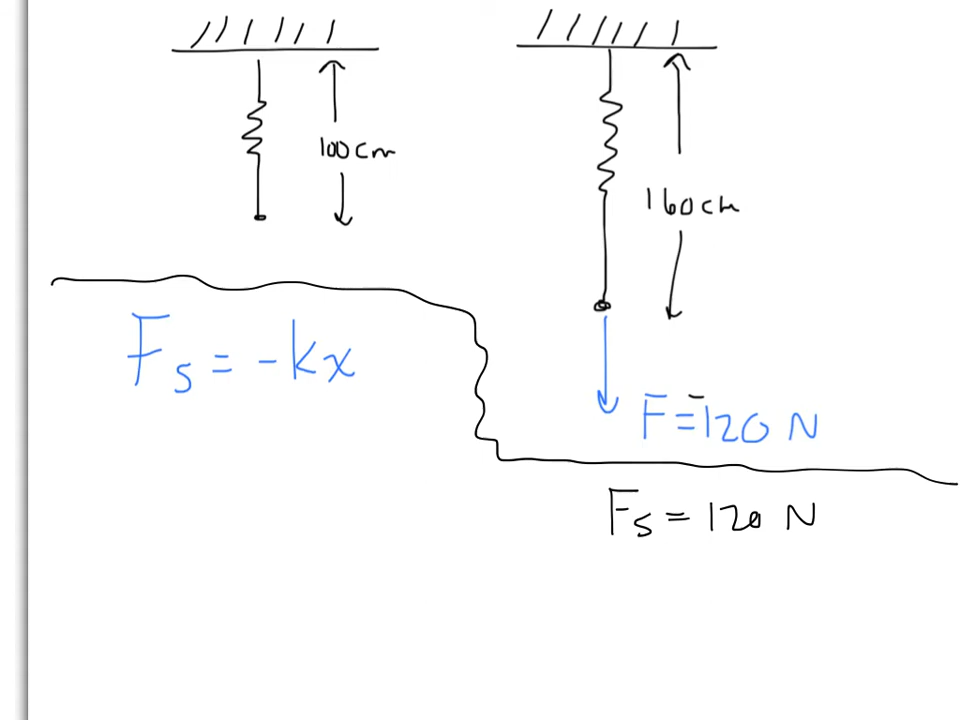 100cm
160cm
Fs = -kx
F = -120 N
Fs = 120 N